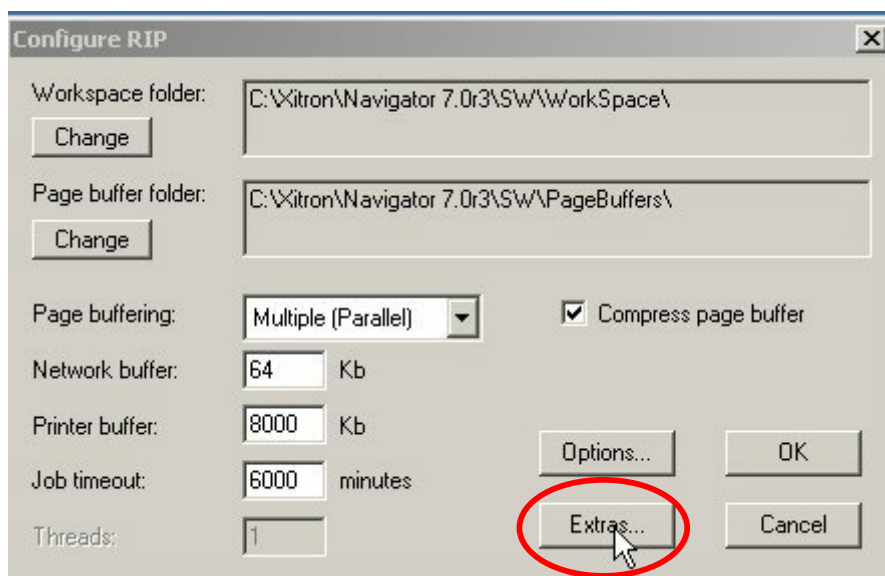 Configure RIP
Workspace folder:
C:\Xitron\Navigator 7.0r3\SW\WorkSpace\
Change
Page buffer folder:
C:\Xitron\Navigator 7.0r3\SW\PageBuffers\
Change
Page buffering:
Multiple (Parallel)
Compress page buffer
Network buffer:
64
Kb
Printer buffer:
8000
Kb
Options...
OK
Job timeout:
6000
minutes
Extras...
Cancel
Threads:
1